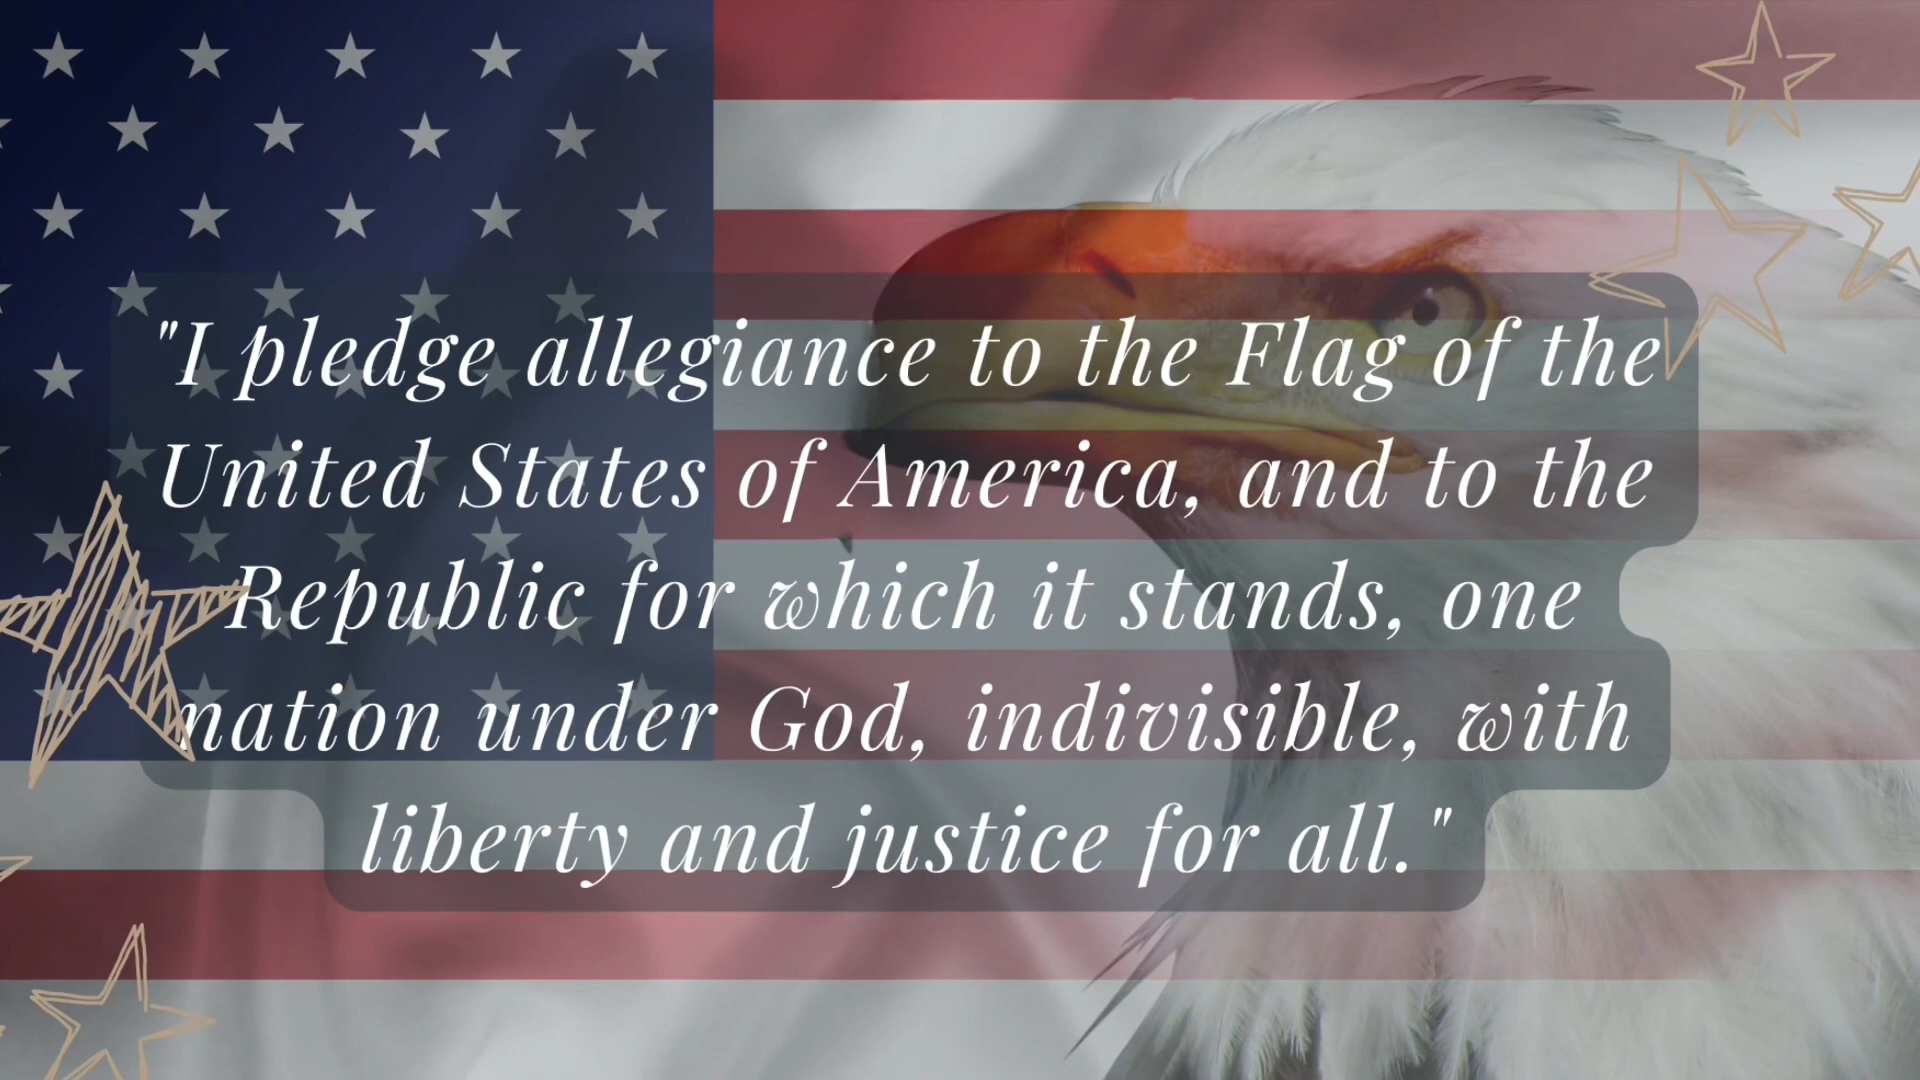 "I pledge allegiance to the Flag of the
United States of America, and to the
Republic for which it stands, one
nation under God, indivisible, with
liberty and justice for all."